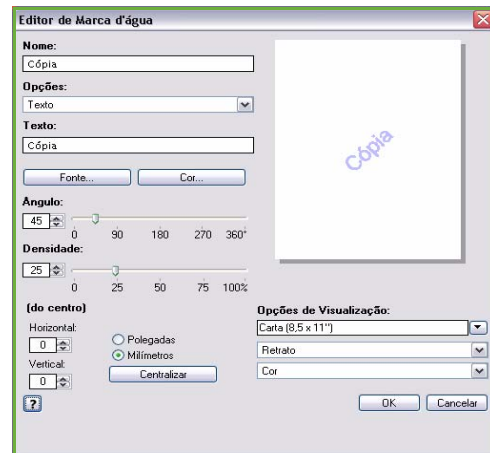 Editor de Marca d'água
Nome:
Cópia
Opções:
Texto
Texto:
Cópia
Fonte...
Cor...
Ângulo:
45
0 90 180 270 360°
Densidade:
25
0 25 50 75 100%
(do centro)
Horizontal:
0
Vertical:
0
Polegadas
Milímetros
Centralizar
?
Cópia
Opções de Visualização:
Carta (8,5 x 11")
Retrato
Cor
OK
Cancelar